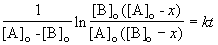 1 / ([A]ₒ - [B]ₒ) ln ([B]ₒ ([A]ₒ - x) / [A]ₒ ([B]ₒ − x)) = kt